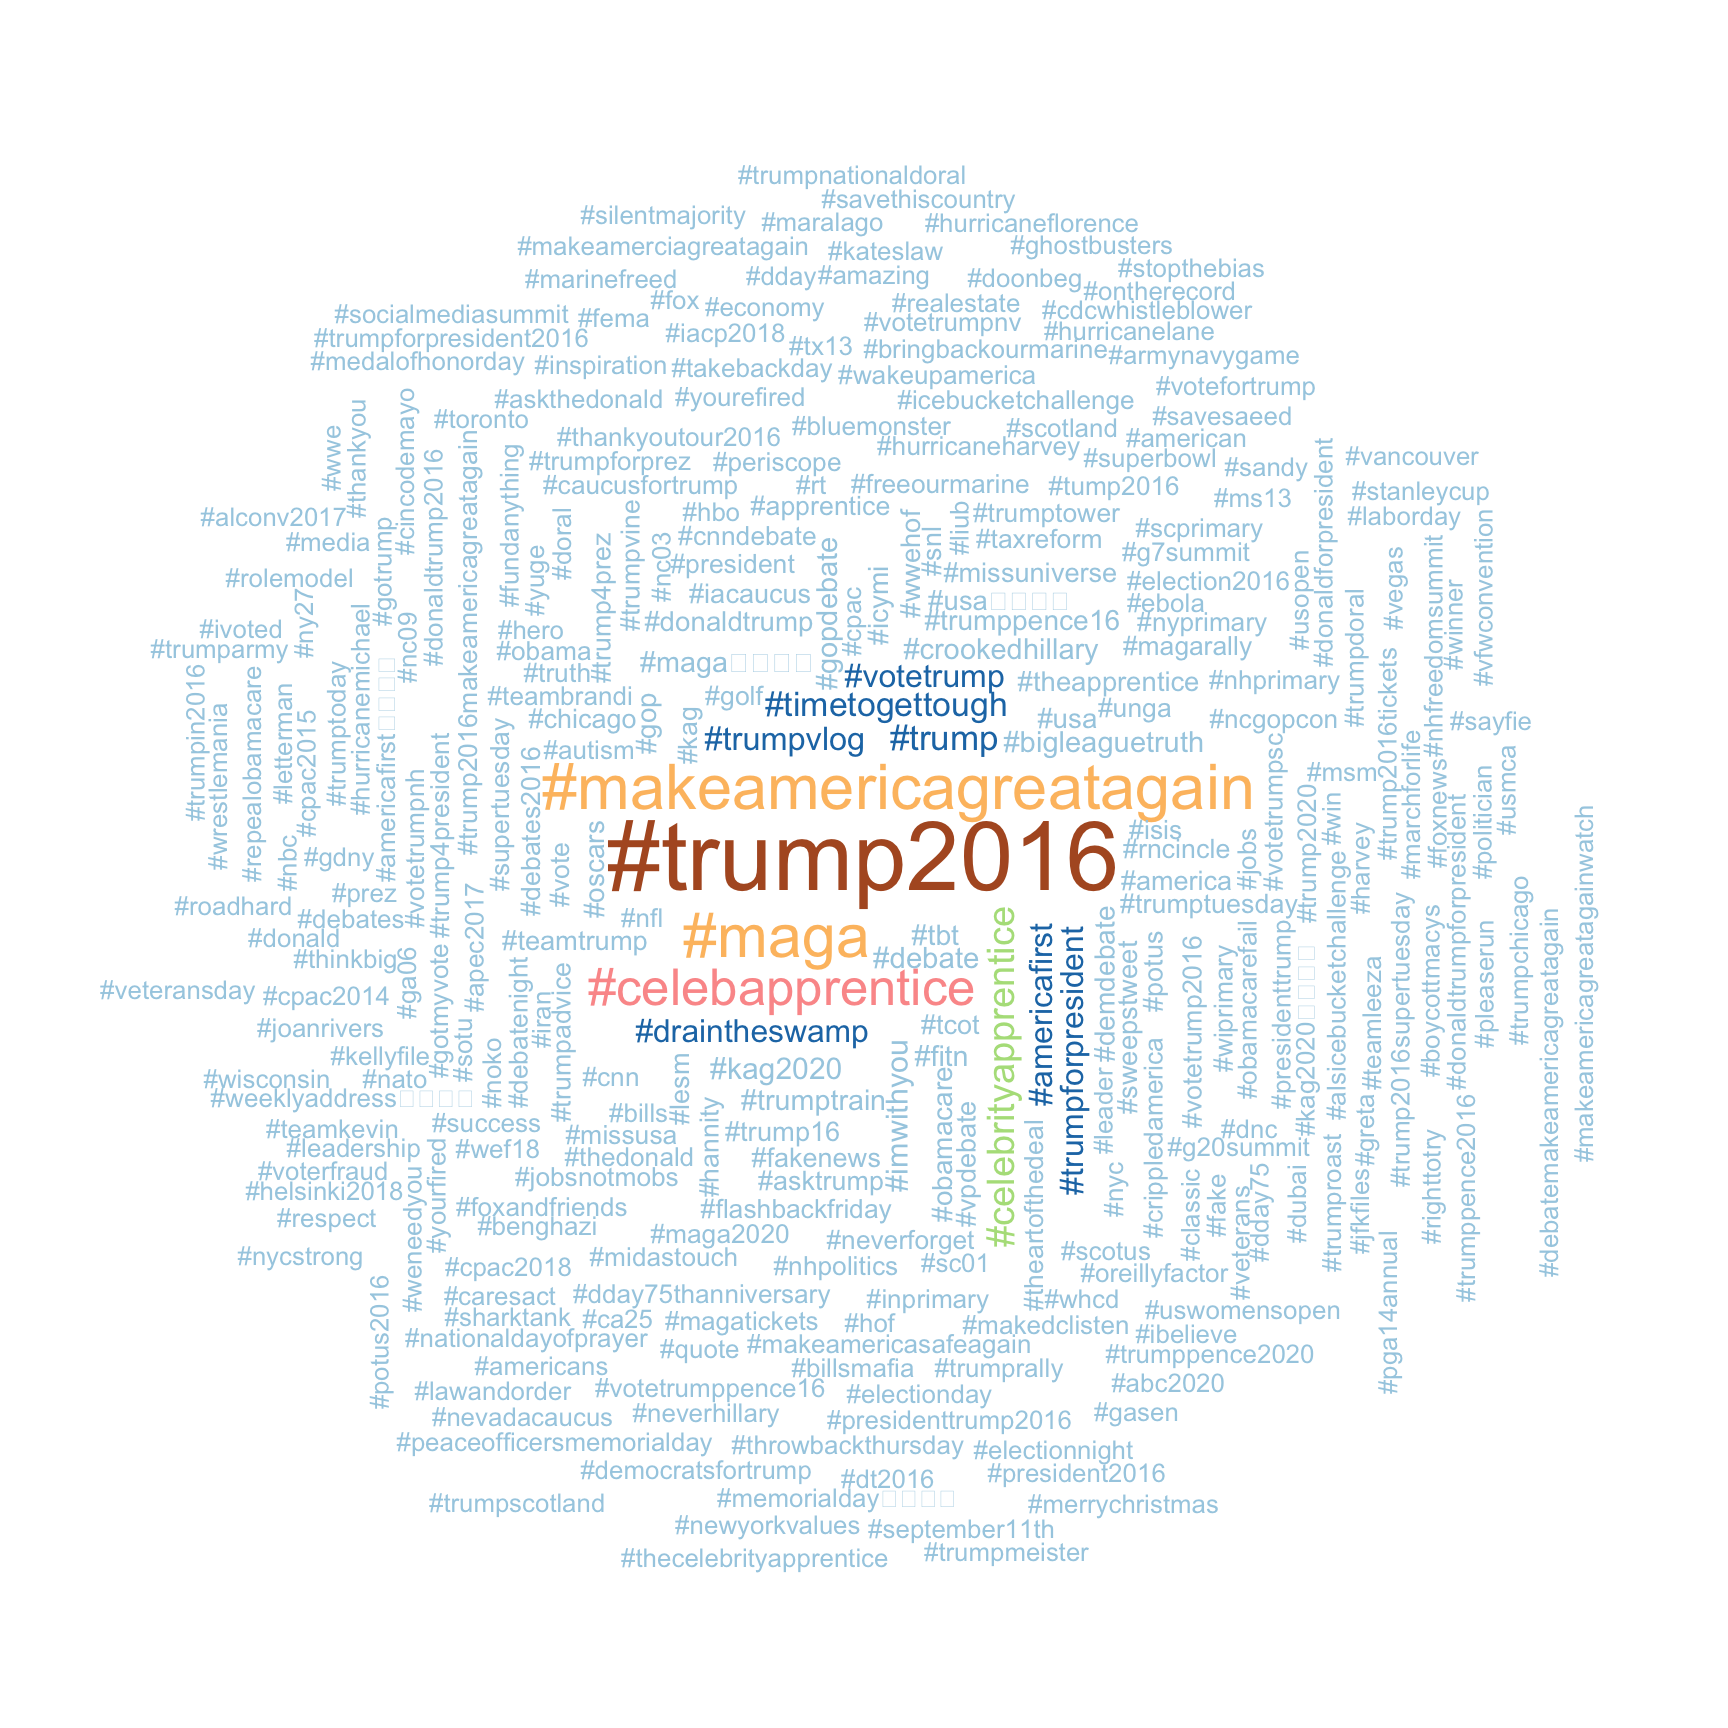 #trumpnationaldoral
#savethiscountry
#silentmajority
#maralago
#hurricaneflorence
#makeamerciagreatagain
#kateslaw
#ghostbusters
#marinefreed
#dday
#amazing
#doonbeg
#stopthebias
#ontherecord
#fox
#economy
#realestate
#cdcwhistleblower
#socialmediasummit
#fema
#votetrumpnv
#hurricanelane
#trumpforpresident2016
#iacp2018
#tx13
#bringbackourmarine
#armynavygame
#medalofhonorday
#inspiration
#takebackday
#wakeupamerica
#votefortrump
#askthedonald
#yourefired
#icebucketchallenge
#savesaeed
#toronto
#thankyoutour2016
#bluemonster
#scotland
#american
#hurricaneharvey
#wwe
#thankyou
#cincodemayo
#donaldtrump2016
#trump2016makeamericagreatagain
#fundanything
#trumpforprez
#periscope
#superbowl
#sandy
#donaldforpresident
#vancouver
#caucusfortrump
#rt
#freeourmarine
#tump2016
#ms13
#stanleycup
#alconv2017
#hbo
#apprentice
#trumptower
#scprimary
#laborday
#media
#gotrump
#yuge
#doral
#trump4prez
#trumpvine
#nc03
#cnndebate
#gopdebate
#wwehof
#snl
#liub
#taxreform
#g7summit
#usopen
#vegas
#nhfreedomsummit
#winner
#vfwconvention
#rolemodel
#president
#icymi
#missuniverse
#election2016
#ny27
#iacaucus
#cpac
#usa
#ebola
#ivoted
#hurricanemichael
#nc09
#hero
#donaldtrump
#trumppence16
#nyprimary
#trumparmy
#obama
#maga
#crookedhillary
#magarally
#truth
#votetrump
#theapprentice
#nhprimary
#trumpdoral
#trumpin2016
#wrestlemania
#repealobamacare
#letterman
#cpac2015
#trumptoday
#americafirst
#teambrandi
#golf
#timetogettough
#usa
#unga
#ncgopcon
#sayfie
#chicago
#gop
#kag
#trumpvlog
#trump
#bigleaguetruth
#autism
#supertuesday
#debates2016
#makeamericagreatagain
#votetrumpsc
#msm
#trump2016tickets
#marchforlife
#foxnews
#politician
#usmca
#trump2016
#isis
#rncincle
#jobs
#trump2020
#win
#harvey
#nbc
#gdny
#votetrumpnh
#trump4president
#vote
#oscars
#america
#donaldtrumpforpresident
#makeamericagreatagainwatch
#prez
#trumptuesday
#roadhard
#debates
#nfl
#maga
#tbt
#donald
#teamtrump
#debate
#celebrityapprentice
#americafirst
#trumpforpresident
#demdebate
#thinkbig
#ga06
#gotmyvote
#apec2017
#debatenight
#trumpadvice
#celebapprentice
#sweepstweet
#potus
#votetrump2016
#wiprimary
#obamacarefail
#presidenttrump
#kag2020
#alsicebucketchallenge
#teamleeza
#trump2016supertuesday
#boycottmacys
#pleaserun
#trumpchicago
#debatemakeamericagreatagain
#veteransday
#cpac2014
#iran
#joanrivers
#draintheswamp
#tcot
#kellyfile
#sotu
#moko
#lesm
#fitn
#leader
#wisconsin
#nato
#cnn
#kag2020
#weeklyaddress
#bills
#trumptrain
#imwithyou
#obamacare
#vpdebate
#theartofthedeal
#nyc
#crippledamerica
#dnc
#greta
#righttotry
#trumppence2016
#teamkevin
#success
#missusa
#hannity
#trump16
#g20summit
#leadership
#wef18
#thedonald
#fakenews
#voterfraud
#weneedyou
#yourfired
#jobsnotmobs
#asktrump
#classic
#fake
#veterans
#dday75
#dubai
#trumproast
#jfkfiles
#helsinki2018
#foxandfriends
#flashbackfriday
#respect
#benghazi
#maga2020
#neverforget
#scotus
#nycstrong
#cpac2018
#midastouch
#nhpolitics
#sc01
#oreillyfactor
#pga14annual
#potus2016
#caresact
#dday75thanniversary
#inprimary
#whcd
#uswomensopen
#sharktank
#ca25
#magatickets
#hof
#makedclisten
#ibelieve
#nationaldayofprayer
#quote
#makeamericasafeagain
#trumppence2020
#americans
#billsmafia
#trumprally
#lawandorder
#votetrumppence16
#electionday
#abc2020
#nevadacaucus
#neverhillary
#presidenttrump2016
#gasen
#peaceofficersmemorialday
#throwbackthursday
#electionnight
#democratsfortrump
#dt2016
#president2016
#trumpscotland
#memorialday
#merrychristmas
#newyorkvalues
#september11th
#thecelebrityapprentice
#trumpmeister